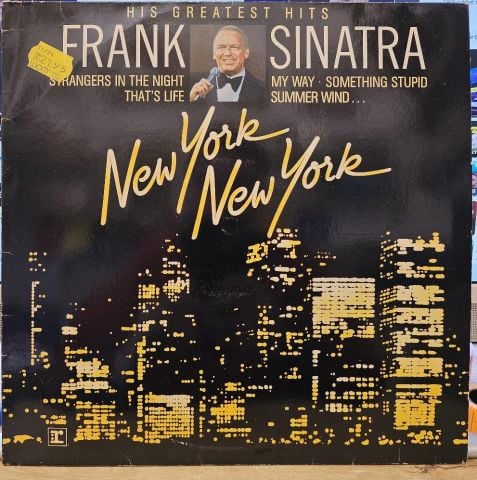 HIS GREATEST HITS
FRANK SINATRA
STRANGERS IN THE NIGHT
THAT'S LIFE
MY WAY · SOMETHING STUPID
SUMMER WIND...
New York
New York